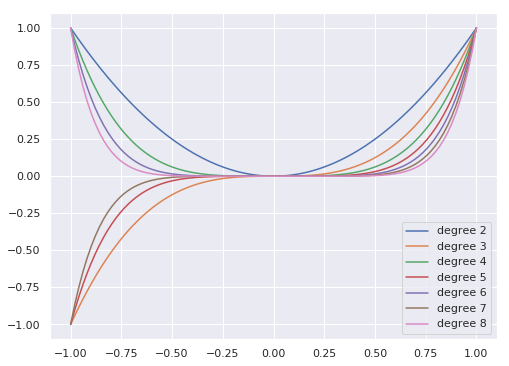 1.00
0.75
0.50
0.25
0.00
−0.25
−0.50
−0.75
−1.00
degree 2
degree 3
degree 4
degree 5
degree 6
degree 7
degree 8
−1.00 −0.75 −0.50 −0.25 0.00 0.25 0.50 0.75 1.00